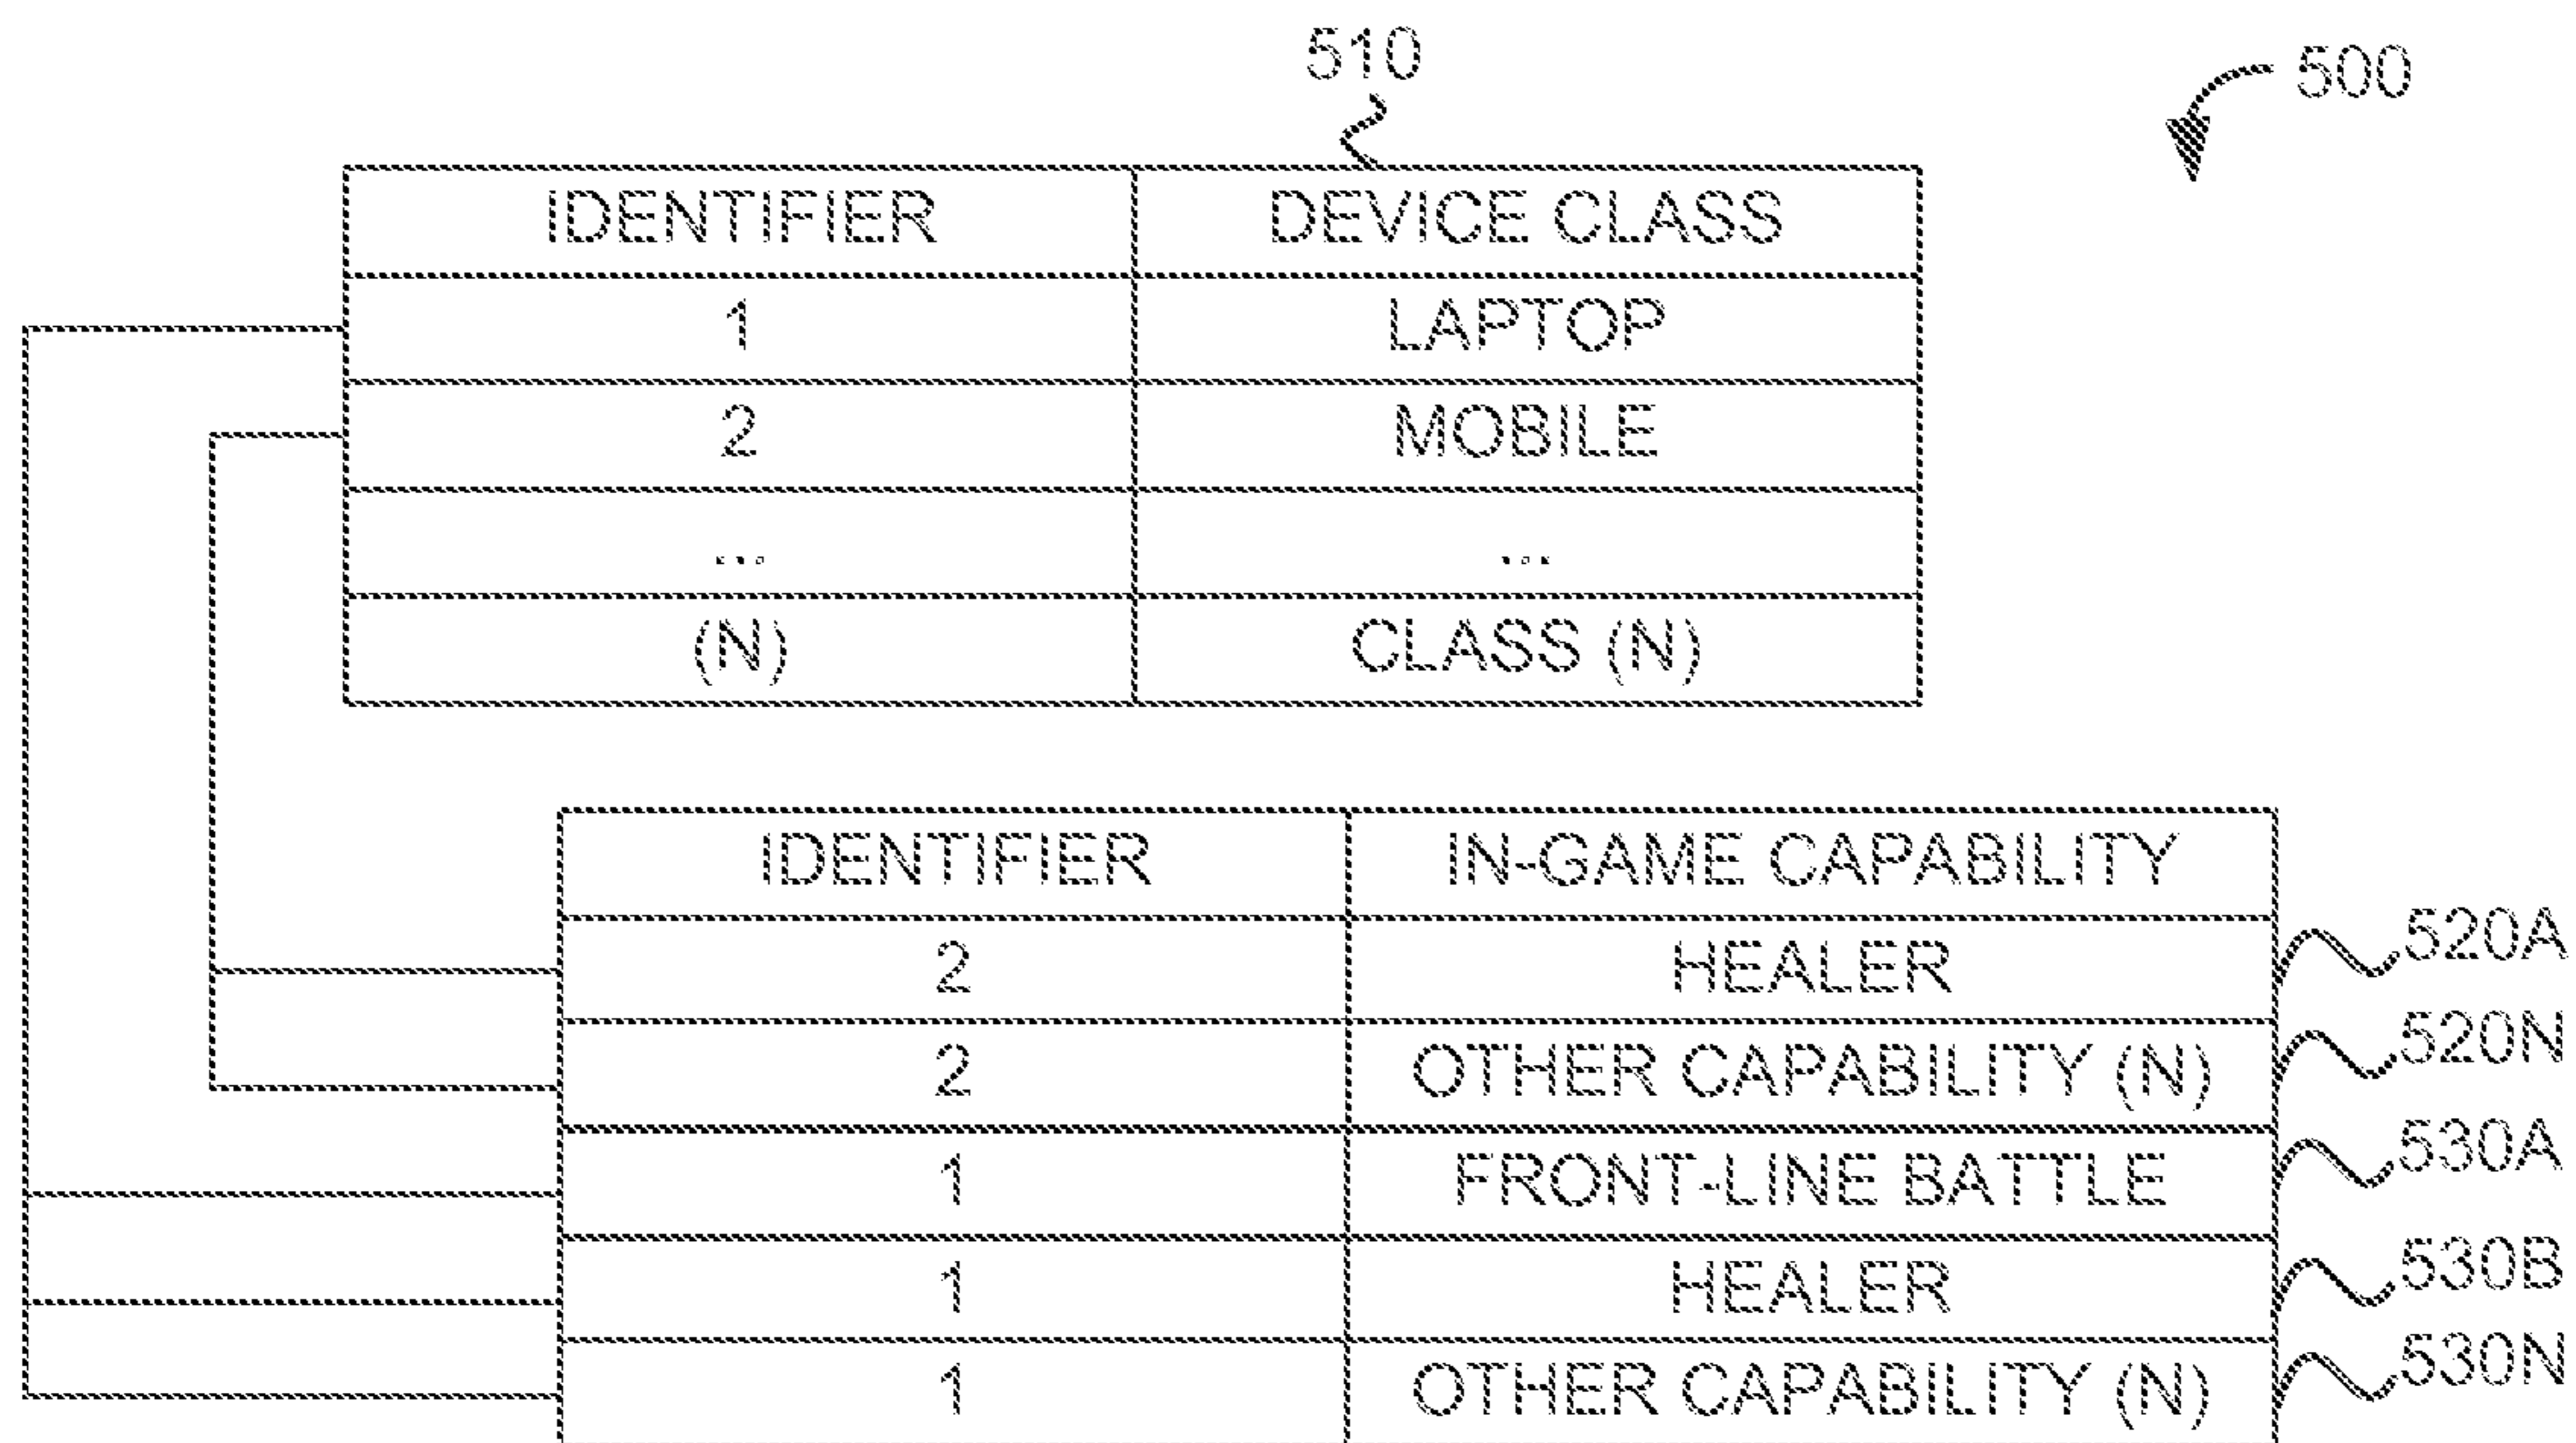 510
500
IDENTIFIER DEVICE CLASS
1 LAPTOP
2 MOBILE
... ...
(N) CLASS (N)
IDENTIFIER IN-GAME CAPABILITY
2 HEALER 520A
2 OTHER CAPABILITY (N) 520N
1 FRONT-LINE BATTLE 530A
1 HEALER 530B
1 OTHER CAPABILITY (N) 530N